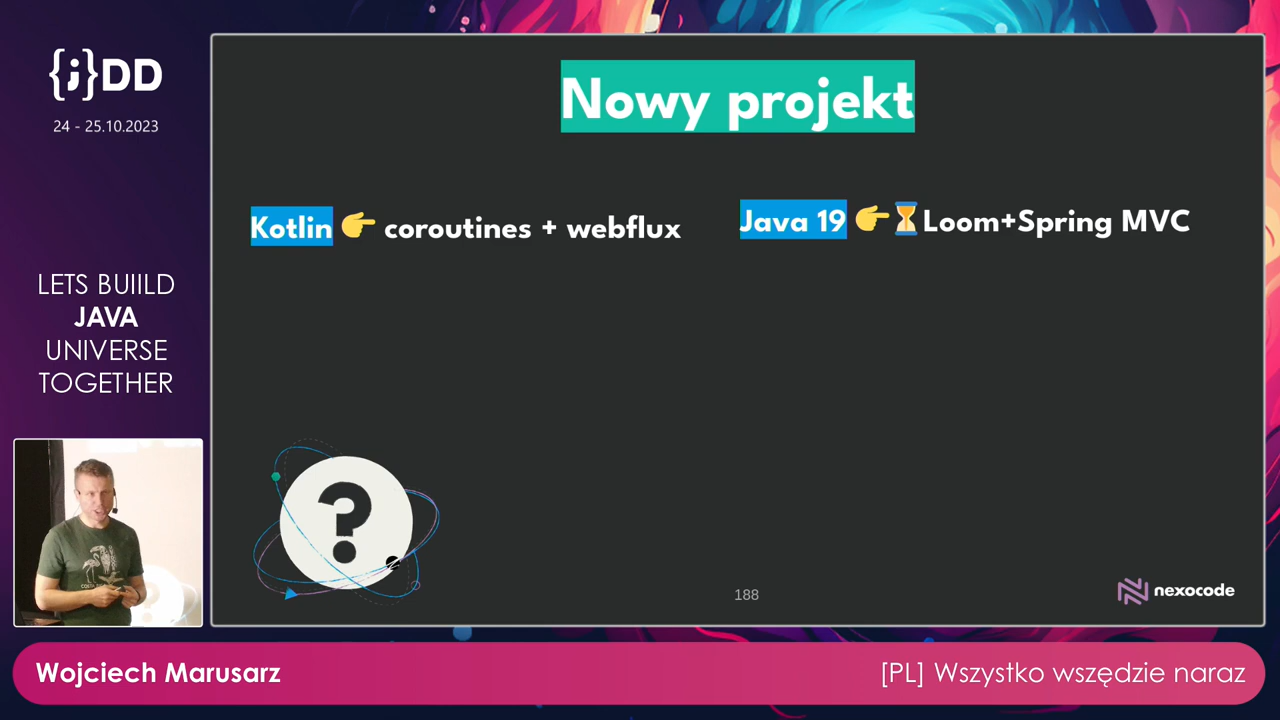 {j}DD
24 - 25.10.2023
LETS BUIILD
JAVA
UNIVERSE
TOGETHER
Nowy projekt
Kotlin 👉 coroutines + webflux
Java 19 👉⏳Loom+Spring MVC
?
188
nexocode
Wojciech Marusarz
[PL] Wszystko wszędzie naraz